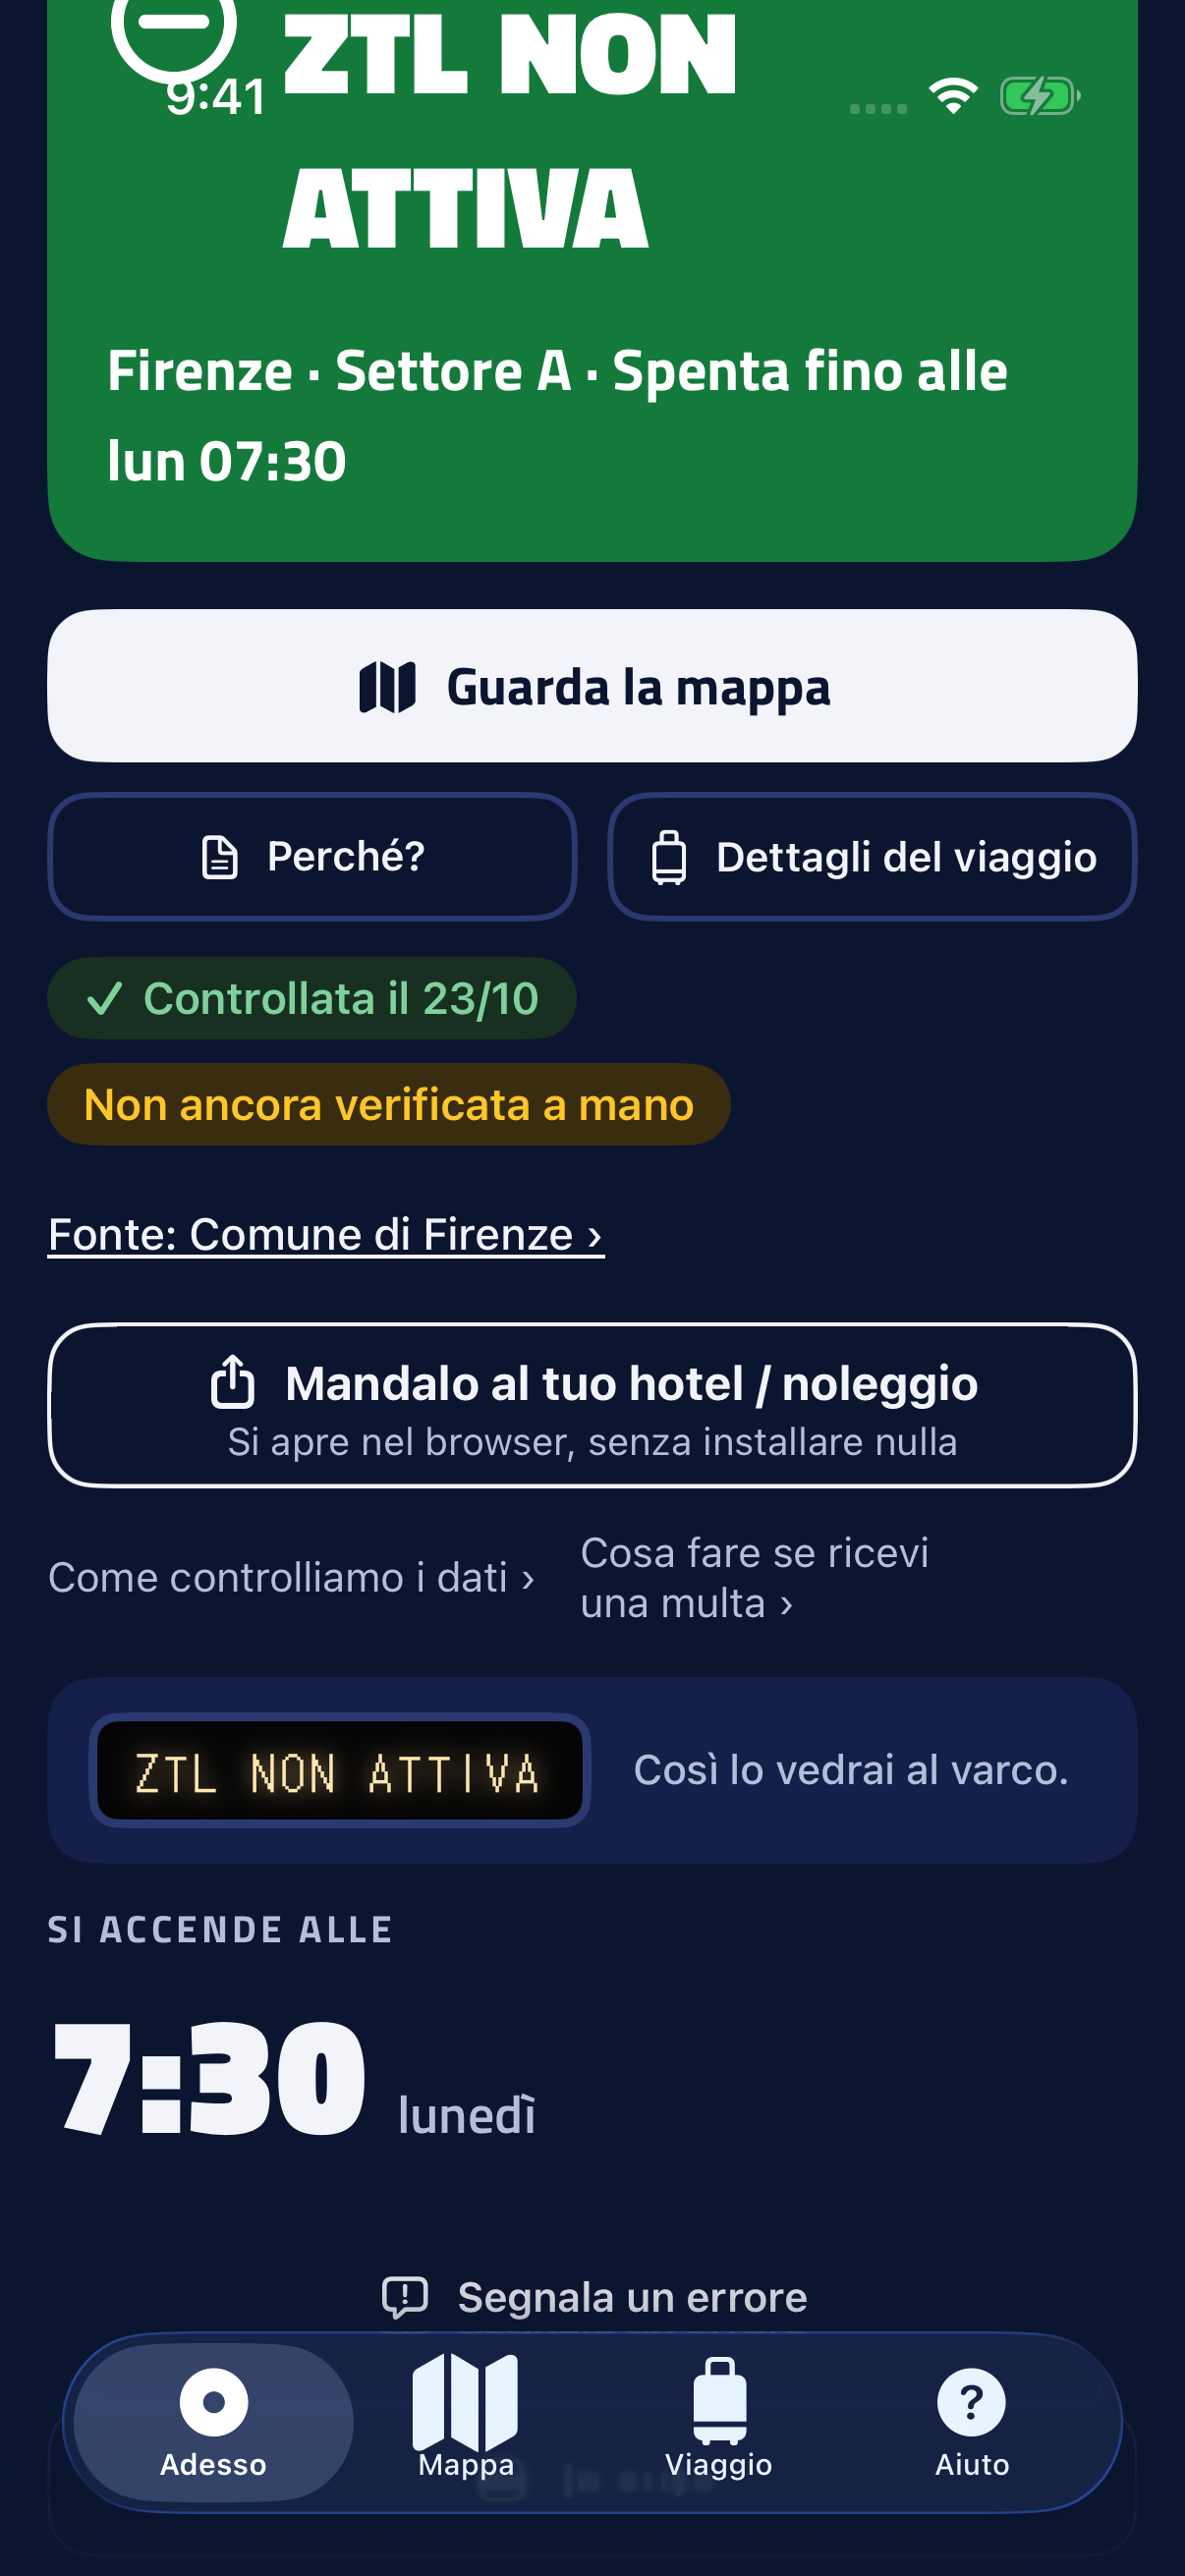 ZTL NON
9:41
ATTIVA
Firenze · Settore A · Spenta fino alle
lun 07:30
Guarda la mappa
Perché?
Dettagli del viaggio
Controllata il 23/10
Non ancora verificata a mano
Fonte: Comune di Firenze ›
Mandalo al tuo hotel / noleggio
Si apre nel browser, senza installare nulla
Come controlliamo i dati ›
Cosa fare se ricevi
una multa ›
ZTL NON ATTIVA
Così lo vedrai al varco.
SI ACCENDE ALLE
7:30 lunedì
Segnala un errore
Adesso
Mappa
Viaggio
Aiuto